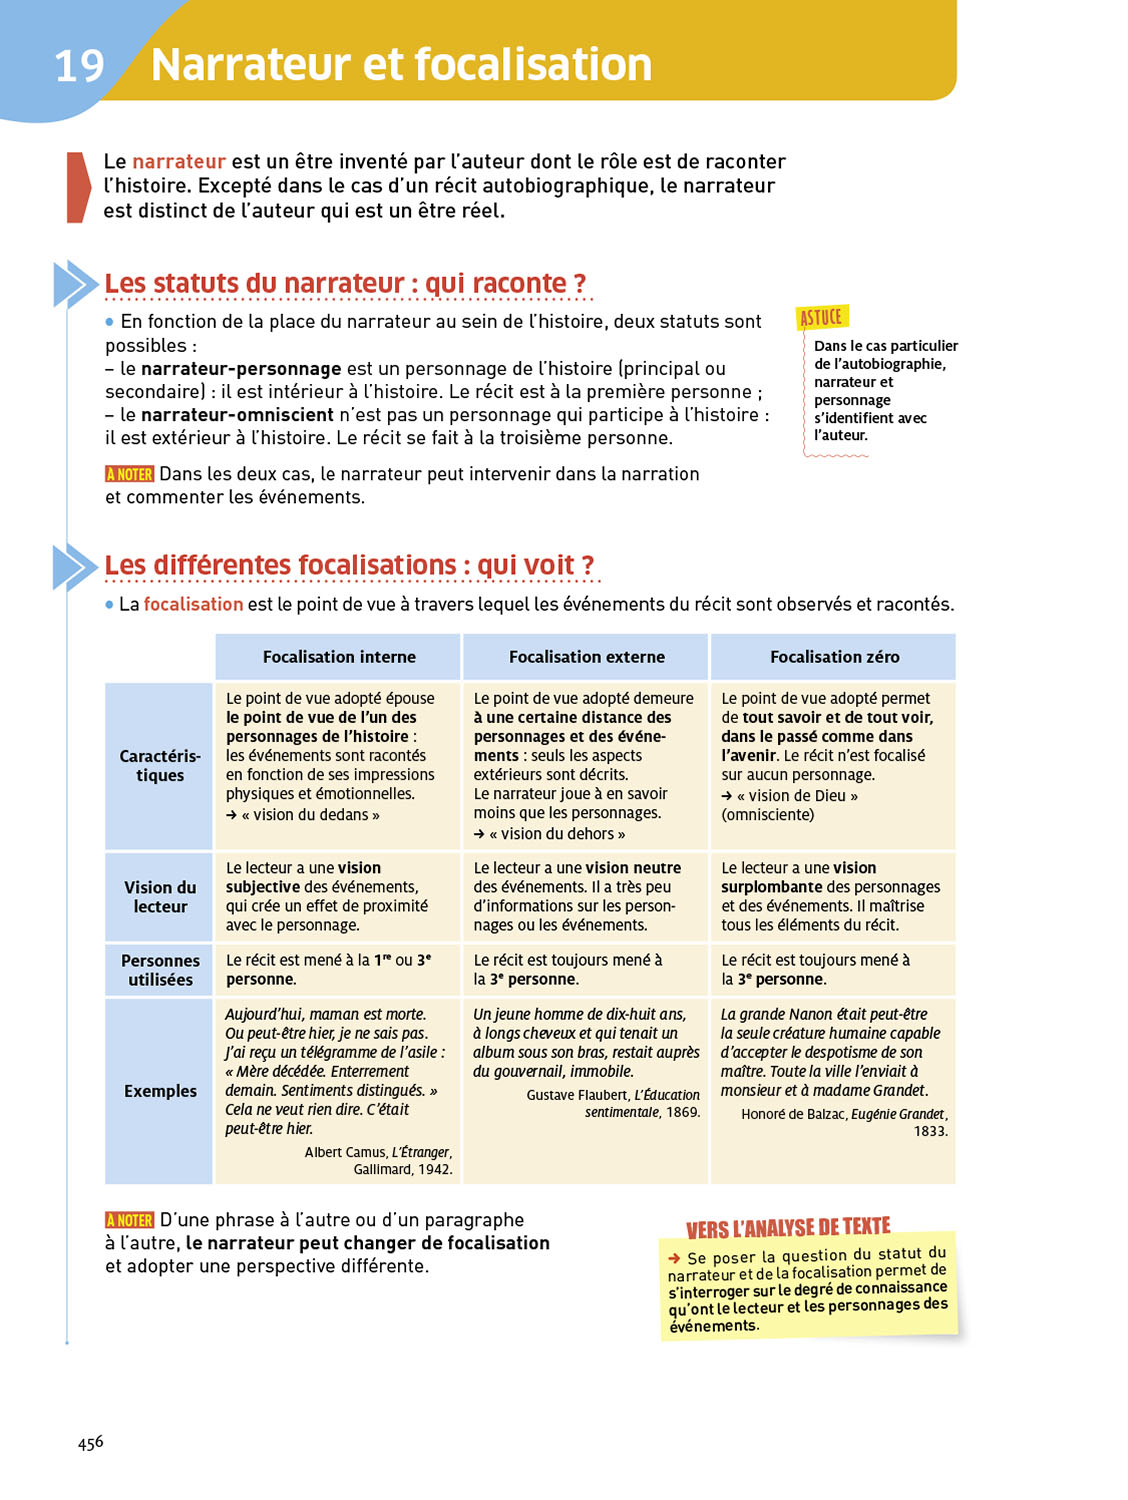 19
Narrateur et focalisation
Le narrateur est un être inventé par l’auteur dont le rôle est de raconter
l’histoire. Excepté dans le cas d’un récit autobiographique, le narrateur
est distinct de l’auteur qui est un être réel.
Les statuts du narrateur : qui raconte ?
• En fonction de la place du narrateur au sein de l’histoire, deux statuts sont
possibles :
– le narrateur-personnage est un personnage de l’histoire (principal ou
secondaire) : il est intérieur à l’histoire. Le récit est à la première personne ;
– le narrateur-omniscient n’est pas un personnage qui participe à l’histoire :
il est extérieur à l’histoire. Le récit se fait à la troisième personne.
À NOTER Dans les deux cas, le narrateur peut intervenir dans la narration
et commenter les événements.
ASTUCE
Dans le cas particulier
de l’autobiographie,
narrateur et
personnage
s’identifient avec
l’auteur.
Les différentes focalisations : qui voit ?
• La focalisation est le point de vue à travers lequel les événements du récit sont observés et racontés.
Focalisation interne
Focalisation externe
Focalisation zéro
Caractéris-
tiques
Le point de vue adopté épouse
le point de vue de l’un des
personnages de l’histoire :
les événements sont racontés
en fonction de ses impressions
physiques et émotionnelles.
→ « vision du dedans »
Le point de vue adopté demeure
à une certaine distance des
personnages et des événe-
ments : seuls les aspects
extérieurs sont décrits.
Le narrateur joue à en savoir
moins que les personnages.
→ « vision du dehors »
Le point de vue adopté permet
de tout savoir et de tout voir,
dans le passé comme dans
l’avenir. Le récit n’est focalisé
sur aucun personnage.
→ « vision de Dieu »
(omnisciente)
Vision du
lecteur
Le lecteur a une vision
subjective des événements,
qui crée un effet de proximité
avec le personnage.
Le lecteur a une vision neutre
des événements. Il a très peu
d’informations sur les person-
nages ou les événements.
Le lecteur a une vision
surplombante des personnages
et des événements. Il maîtrise
tous les éléments du récit.
Personnes
utilisées
Le récit est mené à la 1re ou 3e
personne.
Le récit est toujours mené à
la 3e personne.
Le récit est toujours mené à
la 3e personne.
Exemples
Aujourd’hui, maman est morte.
Ou peut-être hier, je ne sais pas.
J’ai reçu un télégramme de l’asile :
« Mère décédée. Enterrement
demain. Sentiments distingués. »
Cela ne veut rien dire. C’était
peut-être hier.
Albert Camus, L’Étranger,
Gallimard, 1942.
Un jeune homme de dix-huit ans,
à longs cheveux et qui tenait un
album sous son bras, restait auprès
du gouvernail, immobile.
Gustave Flaubert, L’Éducation
sentimentale, 1869.
La grande Nanon était peut-être
la seule créature humaine capable
d’accepter le despotisme de son
maître. Toute la ville l’enviait à
monsieur et à madame Grandet.
Honoré de Balzac, Eugénie Grandet,
1833.
À NOTER D’une phrase à l’autre ou d’un paragraphe
à l’autre, le narrateur peut changer de focalisation
et adopter une perspective différente.
VERS L’ANALYSE DE TEXTE
→ Se poser la question du statut du
narrateur et de la focalisation permet de
s’interroger sur le degré de connaissance
qu’ont le lecteur et les personnages des
événements.
456